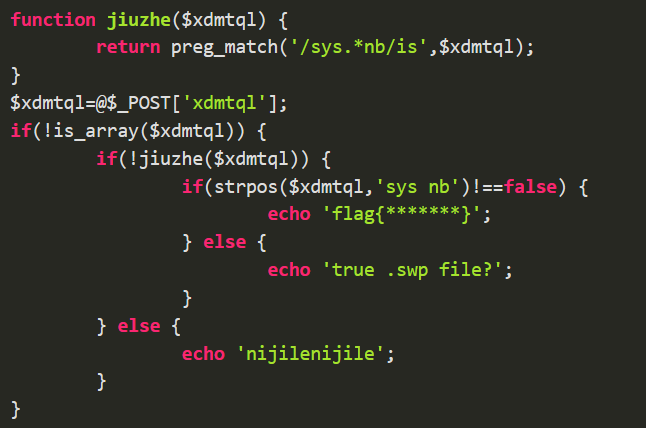 function jiuzhe($xdmtql) {
        return preg_match('/sys.*nb/is',$xdmtql);
}
$xdmtql=@$_POST['xdmtql'];
if(!is_array($xdmtql)) {
        if(!jiuzhe($xdmtql)) {
                if(strpos($xdmtql,'sys nb')!==false) {
                        echo 'flag{*******}';
                } else {
                        echo 'true .swp file?';
                }
        } else {
                echo 'nijilenijile';
        }
}